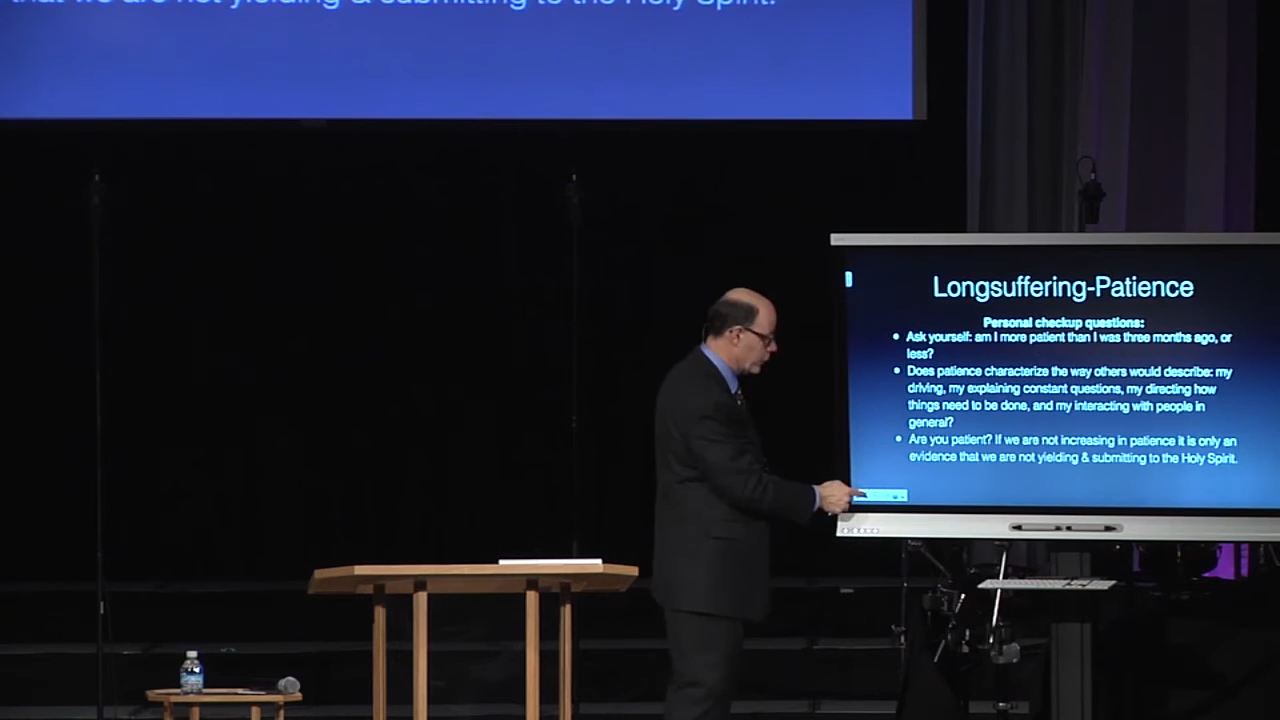 that we are not yielding & submitting to the Holy Spirit.
Longsuffering-Patience
Personal checkup questions:
• Ask yourself: am I more patient than I was three months ago, or
less?
• Does patience characterize the way others would describe: my
driving, my explaining constant questions, my directing how
things need to be done, and my interacting with people in
general?
• Are you patient? If we are not increasing in patience it is only an
evidence that we are not yielding & submitting to the Holy Spirit.